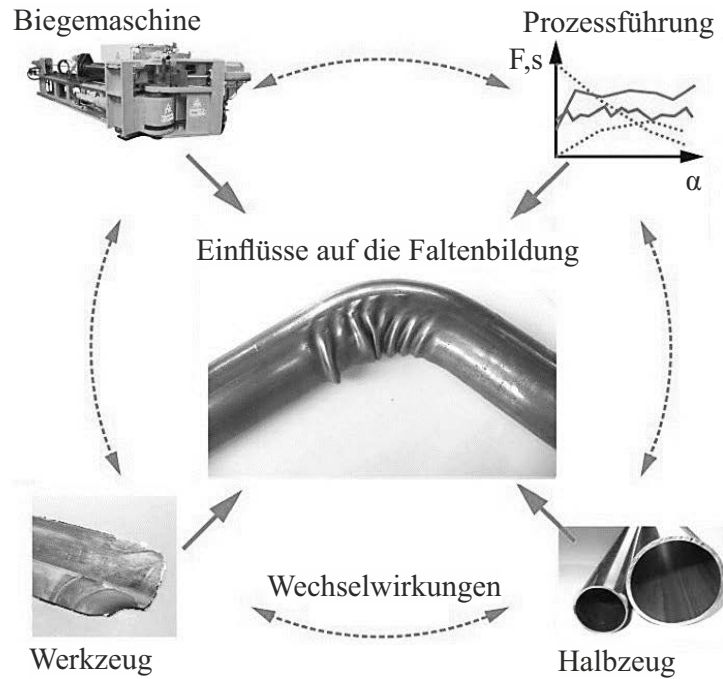 Biegemaschine
Prozessführung
F,s
α
Einflüsse auf die Faltenbildung
Wechselwirkungen
Werkzeug
Halbzeug